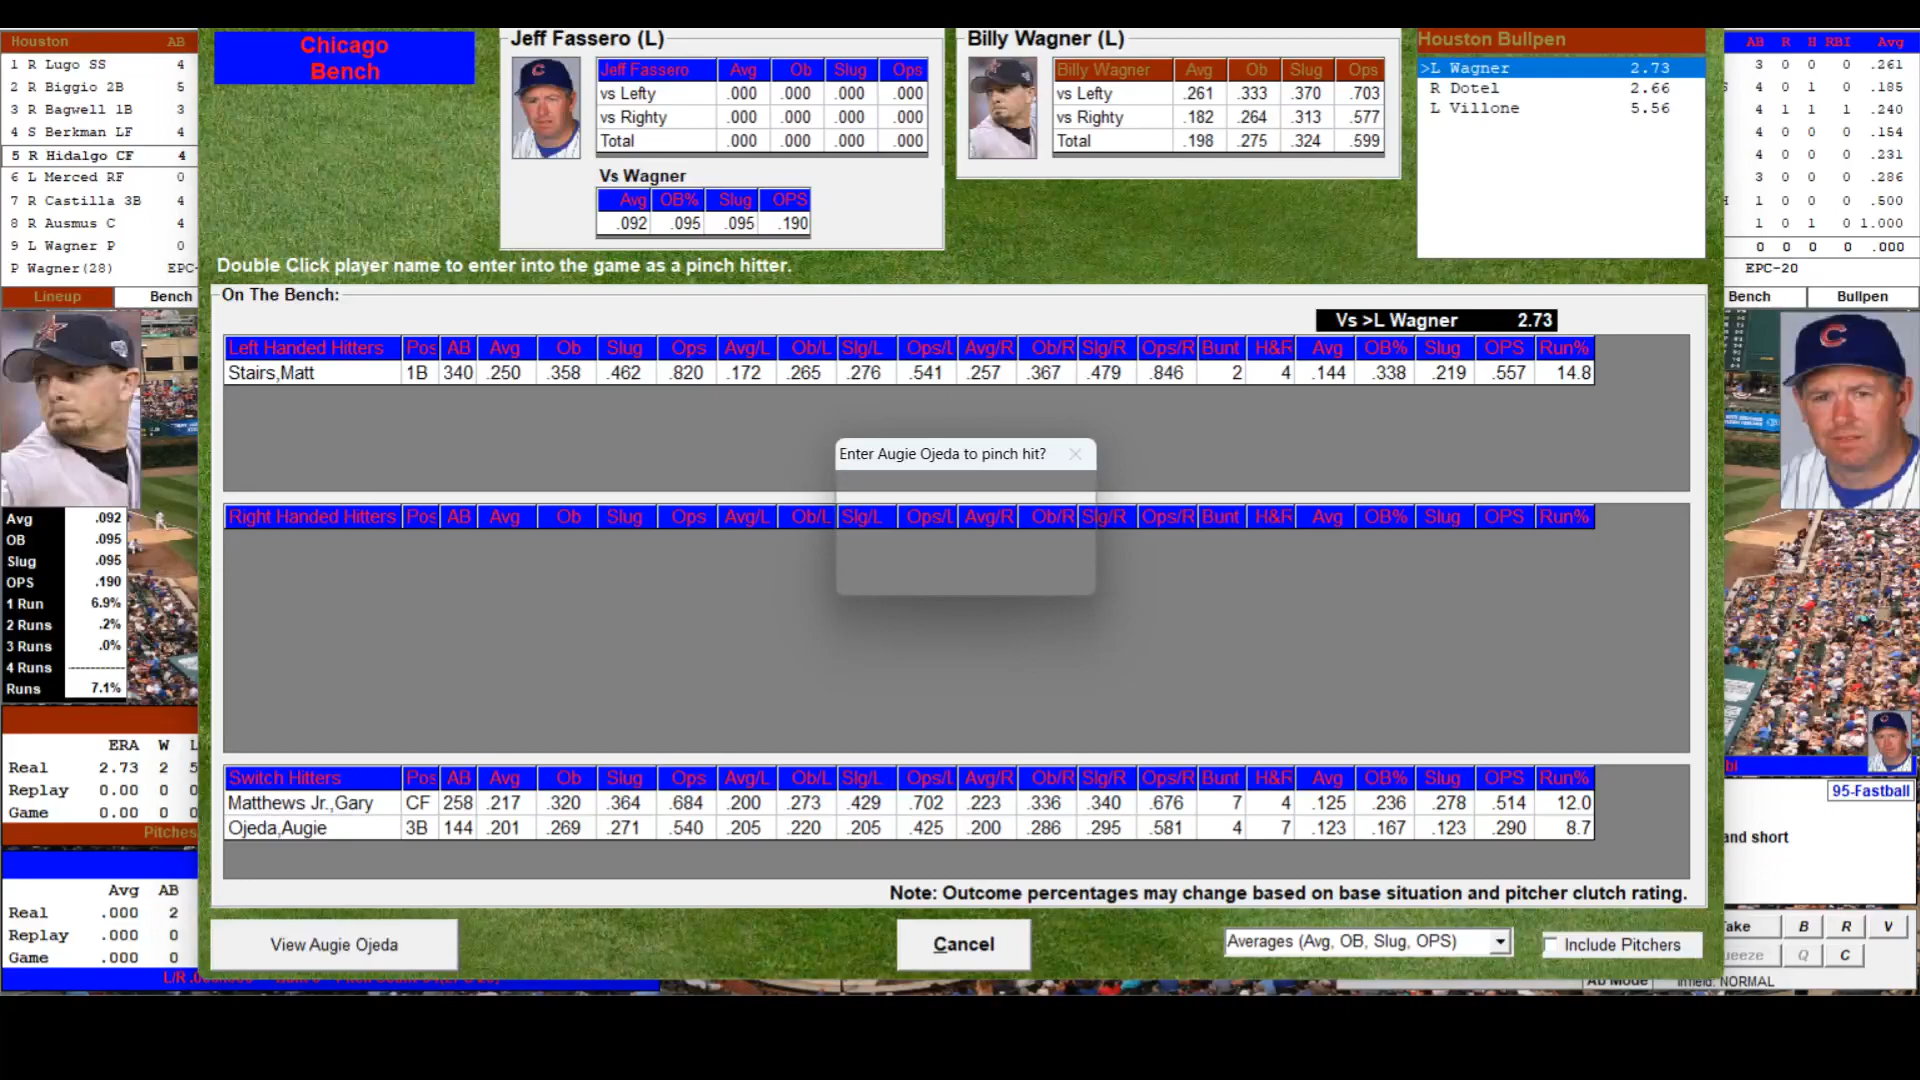 Houston AB
1 R Lugo SS 4
2 R Biggio 2B 5
3 R Bagwell 1B 3
4 S Berkman LF 4
5 R Hidalgo CF 4
6 L Merced RF 0
7 R Castilla 3B 4
8 R Ausmus C 4
9 L Wagner P 0
P Wagner(28) EPC-
Lineup Bench
Chicago
Bench
Jeff Fassero (L)
Jeff Fassero Avg Ob Slug Ops
vs Lefty .000 .000 .000 .000
vs Righty .000 .000 .000 .000
Total .000 .000 .000 .000
Vs Wagner
Avg OB% Slug OPS
.092 .095 .095 .190
Billy Wagner (L)
Billy Wagner Avg Ob Slug Ops
vs Lefty .261 .333 .370 .703
vs Righty .182 .264 .313 .577
Total .198 .275 .324 .599
Houston Bullpen
>L Wagner 2.73
R Dotel 2.66
L Villone 5.56
AB R H RBI Avg
3 0 0 0 .261
4 0 1 0 .185
4 1 1 1 .240
4 0 0 0 .154
4 0 0 0 .231
3 0 0 0 .286
1 0 0 0 .500
1 0 1 0 1.000
0 0 0 0 .000
EPC-20
Bench Bullpen
Double Click player name to enter into the game as a pinch hitter.
On The Bench:
Vs >L Wagner 2.73
Left Handed Hitters Pos AB Avg Ob Slug Ops Avg/L Ob/L Slg/L Ops/L Avg/R Ob/R Slg/R Ops/R Bunt H&R Avg OB% Slug OPS Run%
Stairs,Matt 1B 340 .250 .358 .462 .820 .172 .265 .276 .541 .257 .367 .479 .846 2 4 .144 .338 .219 .557 14.8
Enter Augie Ojeda to pinch hit?
Right Handed Hitters Pos AB Avg Ob Slug Ops Avg/L Ob/L Slg/L Ops/L Avg/R Ob/R Slg/R Ops/R Bunt H&R Avg OB% Slug OPS Run%
Switch Hitters Pos AB Avg Ob Slug Ops Avg/L Ob/L Slg/L Ops/L Avg/R Ob/R Slg/R Ops/R Bunt H&R Avg OB% Slug OPS Run%
Matthews Jr.,Gary CF 258 .217 .320 .364 .684 .200 .273 .429 .702 .223 .336 .340 .676 7 4 .125 .236 .278 .514 12.0
Ojeda,Augie 3B 144 .201 .269 .271 .540 .205 .220 .205 .425 .200 .286 .295 .581 4 7 .123 .167 .123 .290 8.7
Note: Outcome percentages may change based on base situation and pitcher clutch rating.
View Augie Ojeda
Cancel
Averages (Avg, OB, Slug, OPS)
Include Pitchers
Avg .092
OB .095
Slug .095
OPS .190
1 Run 6.9%
2 Runs .2%
3 Runs .0%
4 Runs ----------
Runs 7.1%
ERA W L
Real 2.73 2 5
Replay 0.00 0 0
Game 0.00 0 0
Pitches
Avg AB
Real .000 2
Replay .000 0
Game .000 0
95-Fastball
and short
ake B R V
ueeze Q C
AB Mode Infield: NORMAL